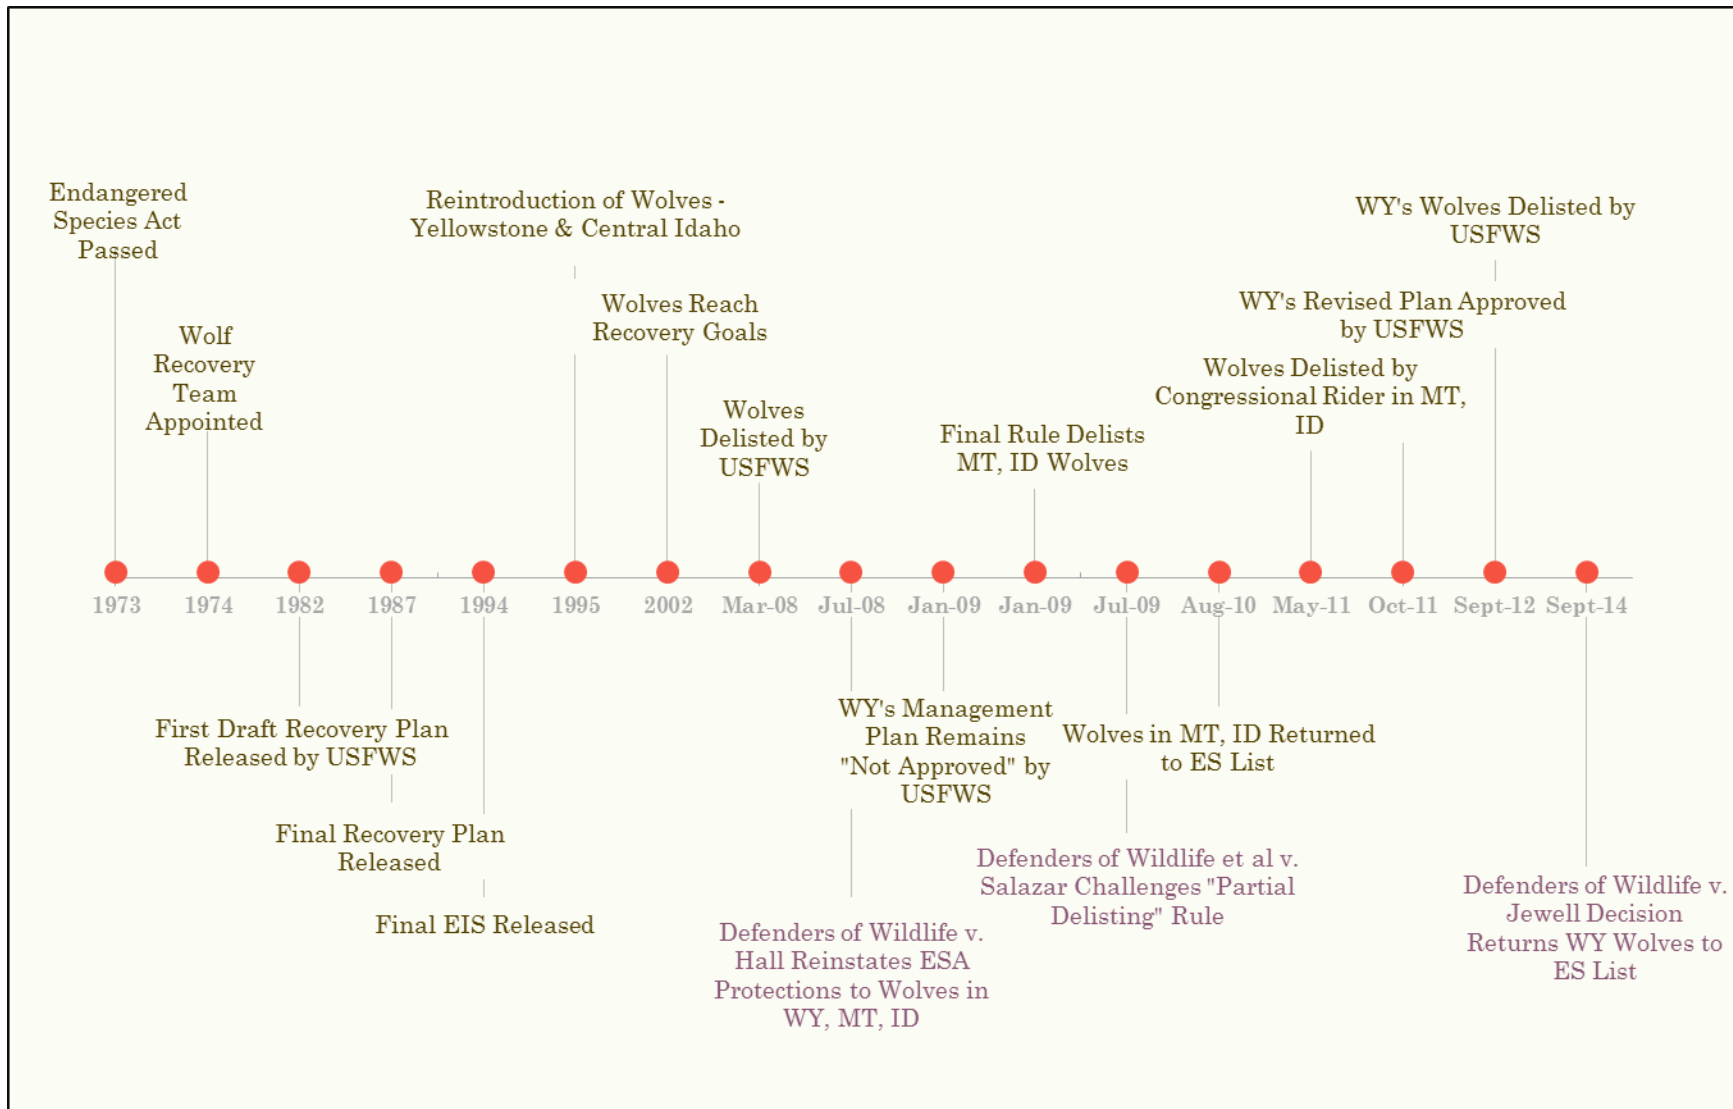 Endangered
Species Act
Passed
Wolf
Recovery
Team
Appointed
Reintroduction of Wolves -
Yellowstone & Central Idaho
Wolves Reach
Recovery Goals
Wolves
Delisted by
USFWS
Final Rule Delists
MT, ID Wolves
Wolves Delisted by
Congressional Rider in MT,
ID
WY's Revised Plan Approved
by USFWS
WY's Wolves Delisted by
USFWS
1973 1974 1982 1987 1994 1995 2002 Mar-08 Jul-08 Jan-09 Jan-09 Jul-09 Aug-10 May-11 Oct-11 Sept-12 Sept-14
First Draft Recovery Plan
Released by USFWS
Final Recovery Plan
Released
Final EIS Released
Defenders of Wildlife v.
Hall Reinstates ESA
Protections to Wolves in
WY, MT, ID
WY's Management
Plan Remains
"Not Approved" by
USFWS
Defenders of Wildlife et al v.
Salazar Challenges "Partial
Delisting" Rule
Wolves in MT, ID Returned
to ES List
Defenders of Wildlife v.
Jewell Decision
Returns WY Wolves to
ES List